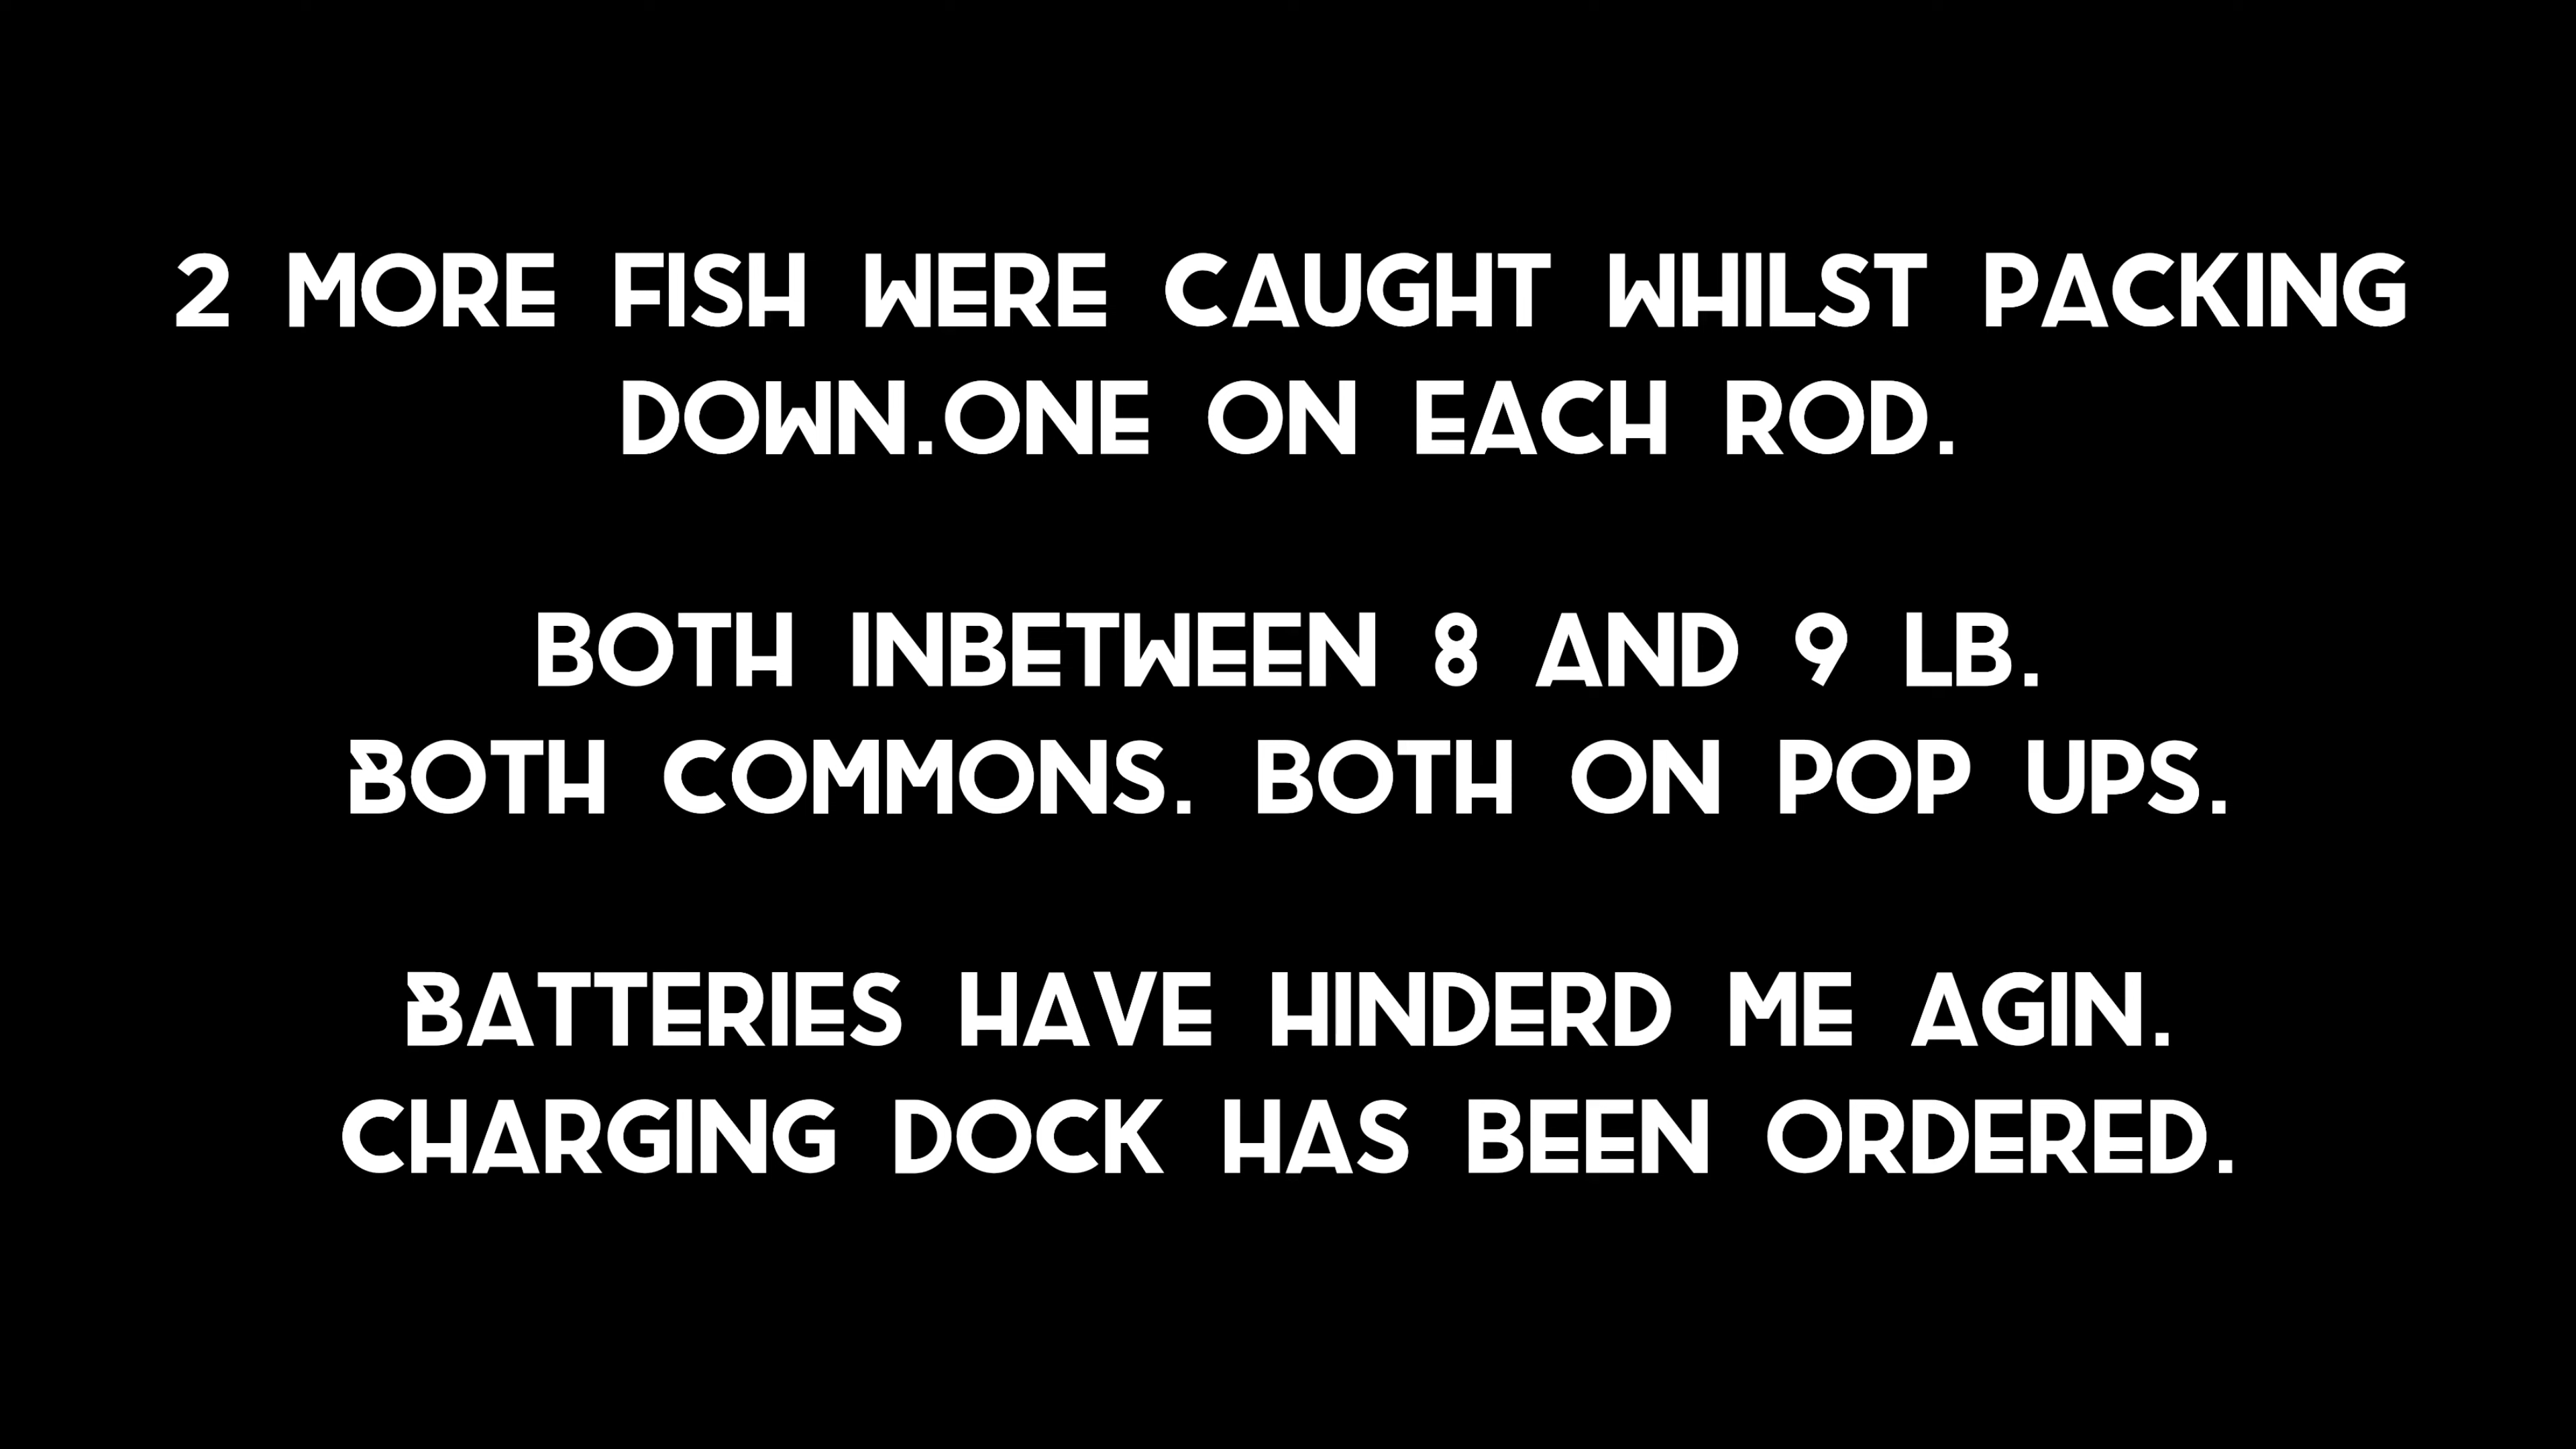 2 MORE FISH WERE CAUGHT WHILST PACKING
DOWN.ONE ON EACH ROD.
BOTH INBETWEEN 8 AND 9 LB.
BOTH COMMONS. BOTH ON POP UPS.
BATTERIES HAVE HINDERD ME AGIN.
CHARGING DOCK HAS BEEN ORDERED.